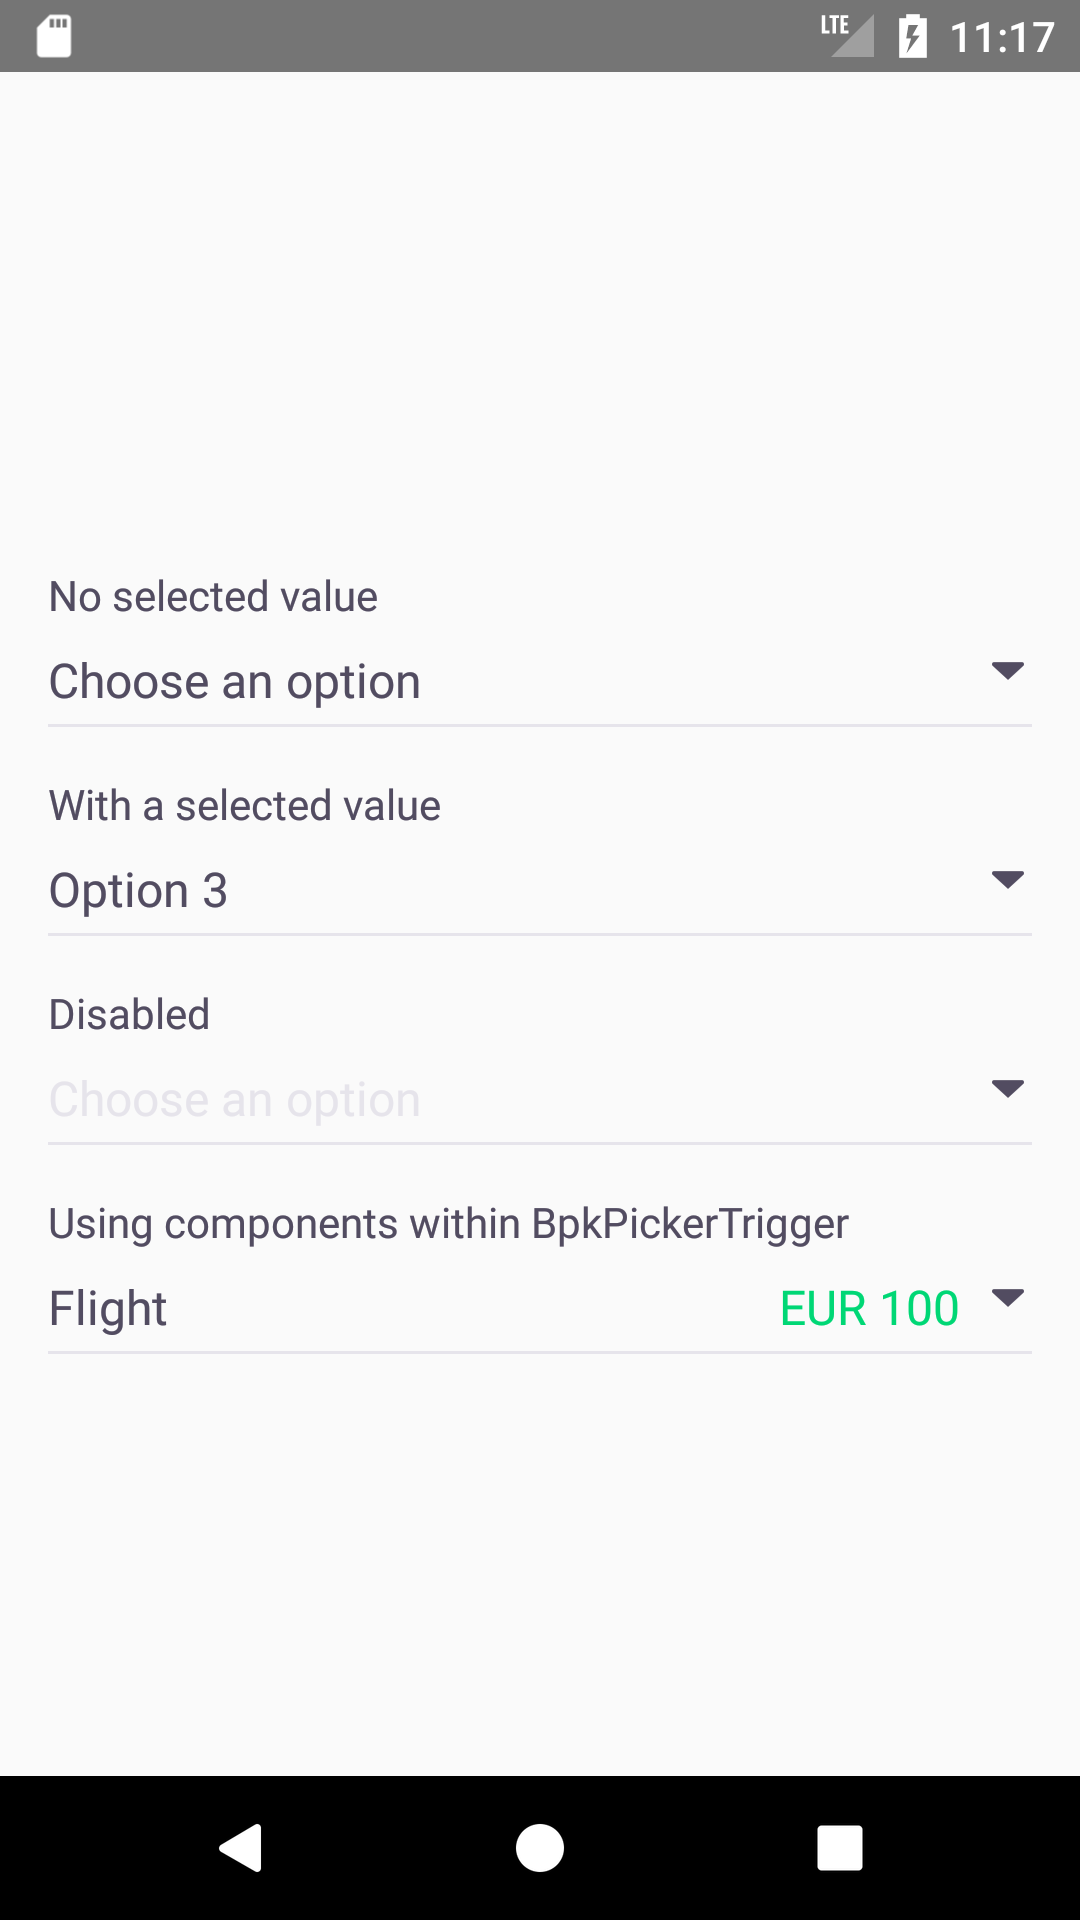 LTE 11:17
No selected value
Choose an option
With a selected value
Option 3
Disabled
Choose an option
Using components within BpkPickerTrigger
Flight EUR 100